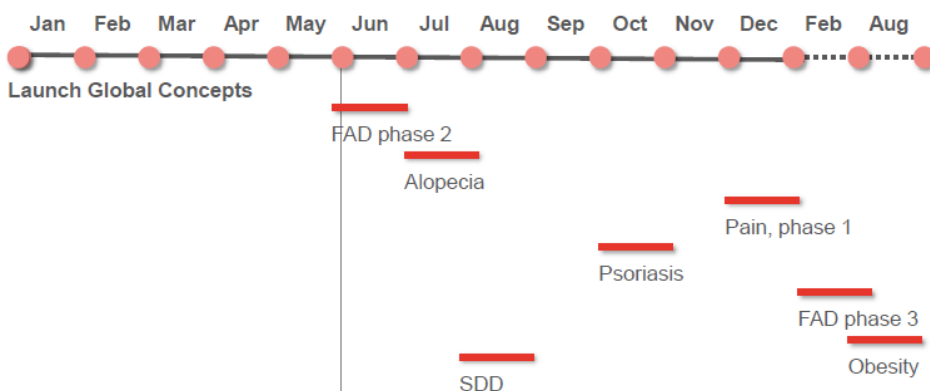 Jan Feb Mar Apr May Jun Jul Aug Sep Oct Nov Dec Feb Aug
Launch Global Concepts
FAD phase 2
Alopecia
Pain, phase 1
Psoriasis
FAD phase 3
Obesity
SDD